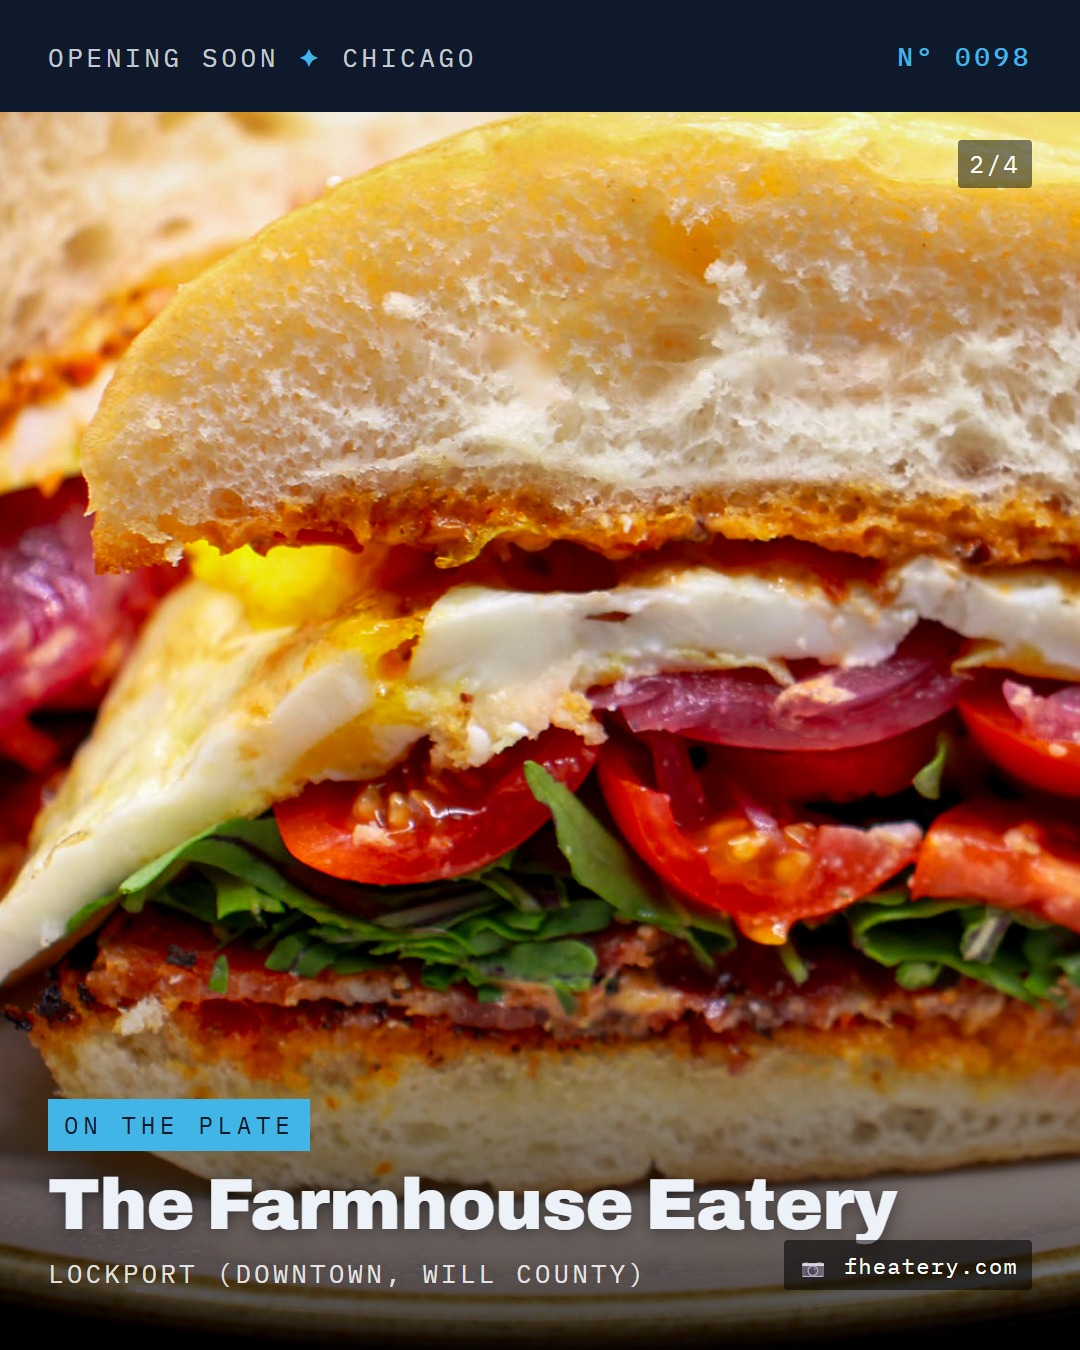 OPENING SOON ✦ CHICAGO
N° 0098
2/4
ON THE PLATE
The Farmhouse Eatery
LOCKPORT (DOWNTOWN, WILL COUNTY)
📷 fheatery.com